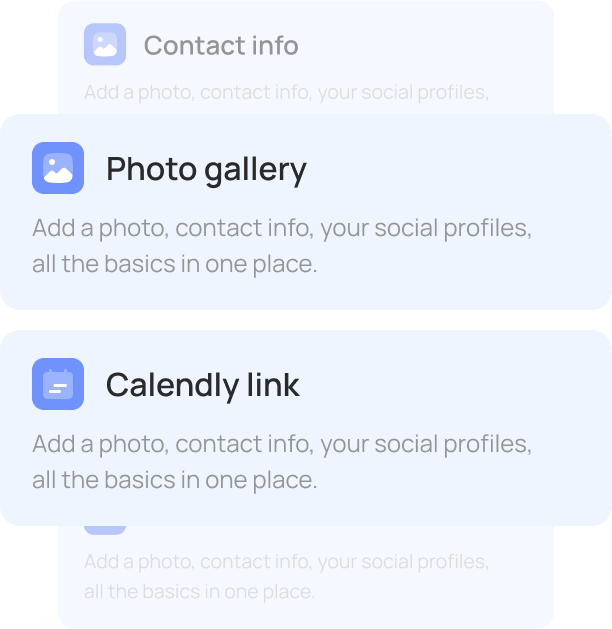 Contact info
Add a photo, contact info, your social profiles,
Photo gallery
Add a photo, contact info, your social profiles,
all the basics in one place.
Calendly link
Add a photo, contact info, your social profiles,
all the basics in one place.
Add a photo, contact info, your social profiles,
all the basics in one place.